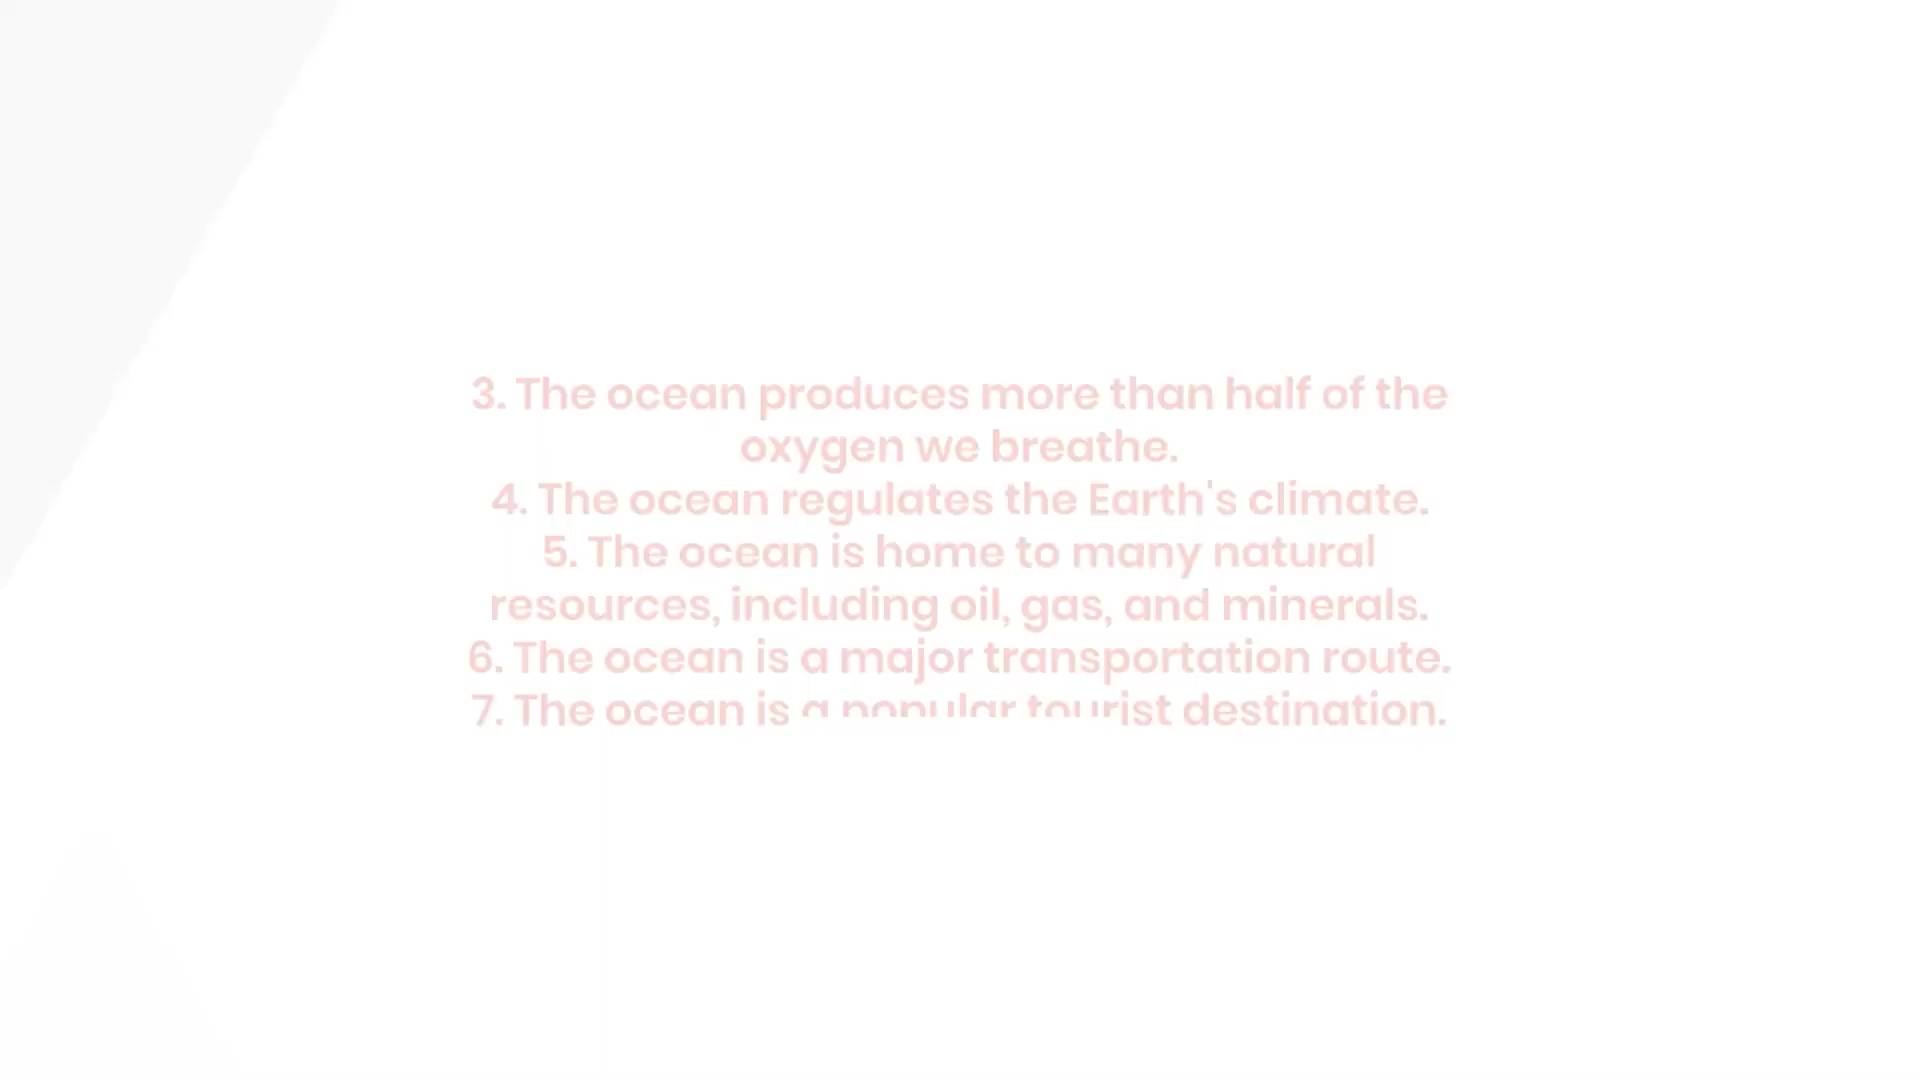 3. The ocean produces more than half of the
oxygen we breathe.
4. The ocean regulates the Earth's climate.
5. The ocean is home to many natural
resources, including oil, gas, and minerals.
6. The ocean is a major transportation route.
7. The ocean is a popular tourist destination.